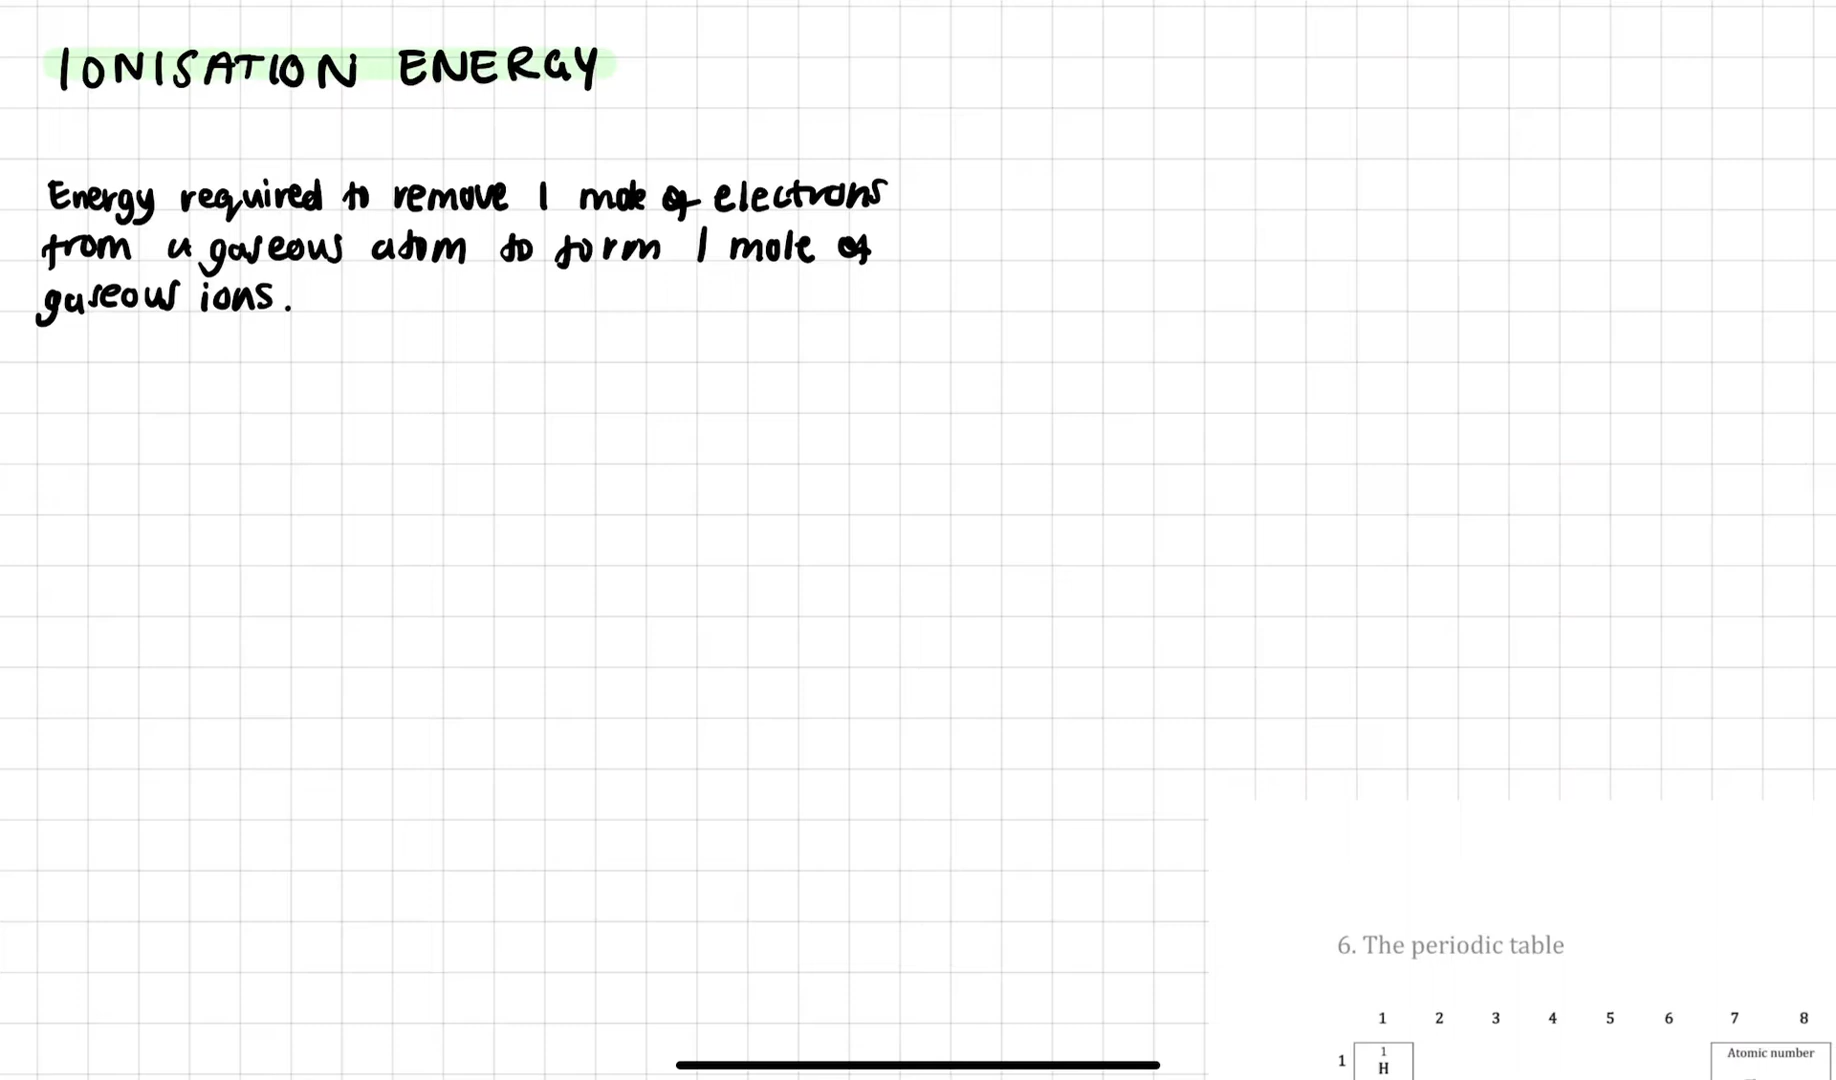 IONISATION ENERGY
Energy required to remove 1 mole of electrons
from a gaseous atom to form 1 mole of
gaseous ions.
6. The periodic table
1 2 3 4 5 6 7 8
1 1 Atomic number
H